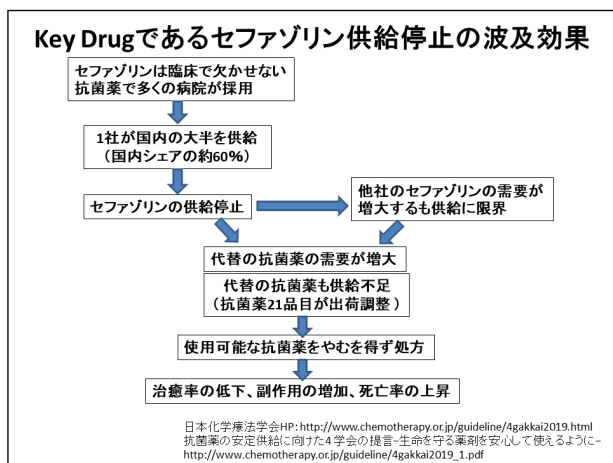 Key Drugであるセファゾリン供給停止の波及効果
セファゾリンは臨床で欠かせない
抗菌薬で多くの病院が採用
1社が国内の大半を供給
（国内シェアの約60％）
セファゾリンの供給停止
他社のセファゾリンの需要が
増大するも供給に限界
代替の抗菌薬の需要が増大
代替の抗菌薬も供給不足
（抗菌薬21品目が出荷調整）
使用可能な抗菌薬をやむを得ず処方
治癒率の低下、副作用の増加、死亡率の上昇
日本化学療法学会HP：http://www.chemotherapy.or.jp/guideline/4gakkai2019.html
抗菌薬の安定供給に向けた4学会の提言−生命を守る薬剤を安心して使えるように−
http://www.chemotherapy.or.jp/guideline/4gakkai2019_1.pdf